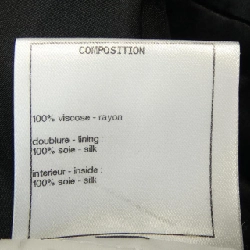 COMPOSITION
100% viscose - rayon
doublure - lining :
100% soie - silk
interieur - inside :
100% soie - silk